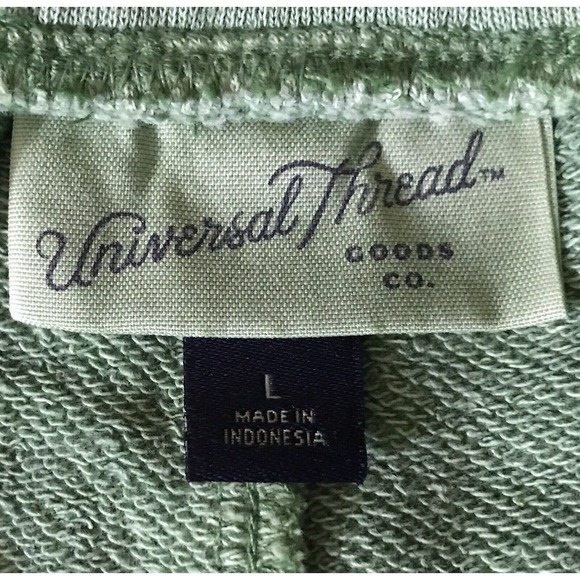 Universal Thread™
GOODS
CO.
L
MADE IN
INDONESIA